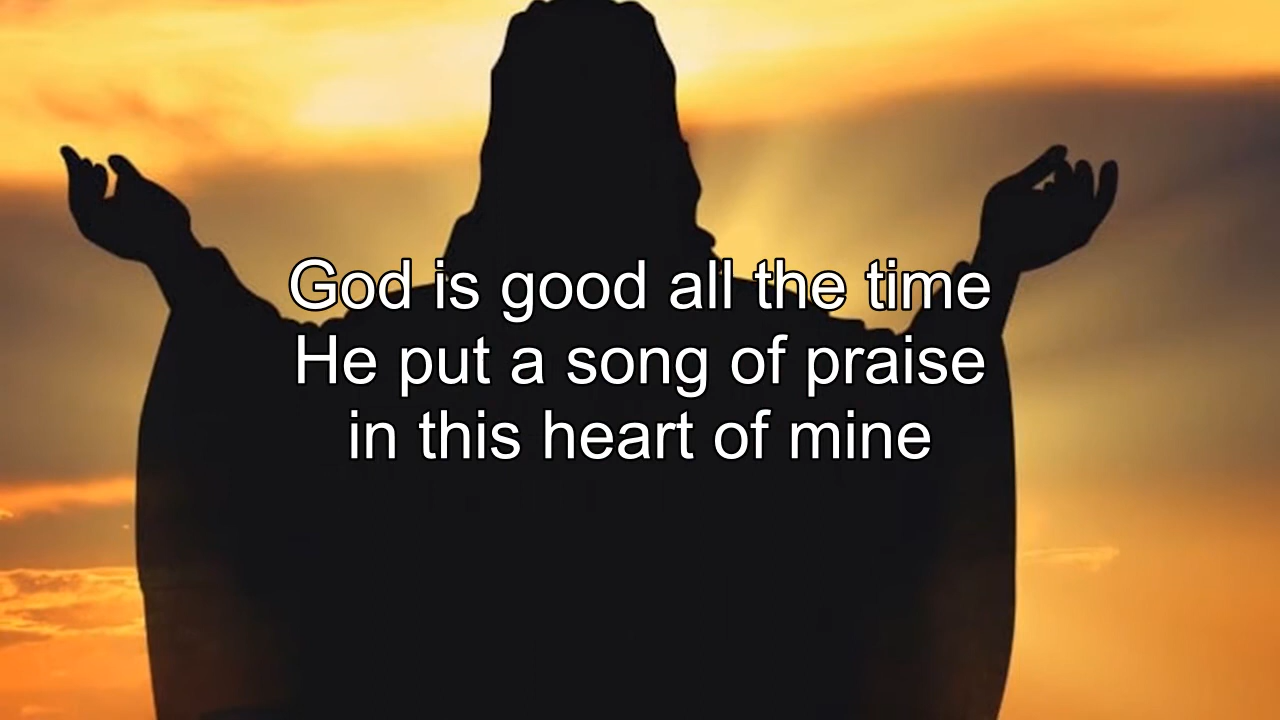 God is good all the time
He put a song of praise
in this heart of mine